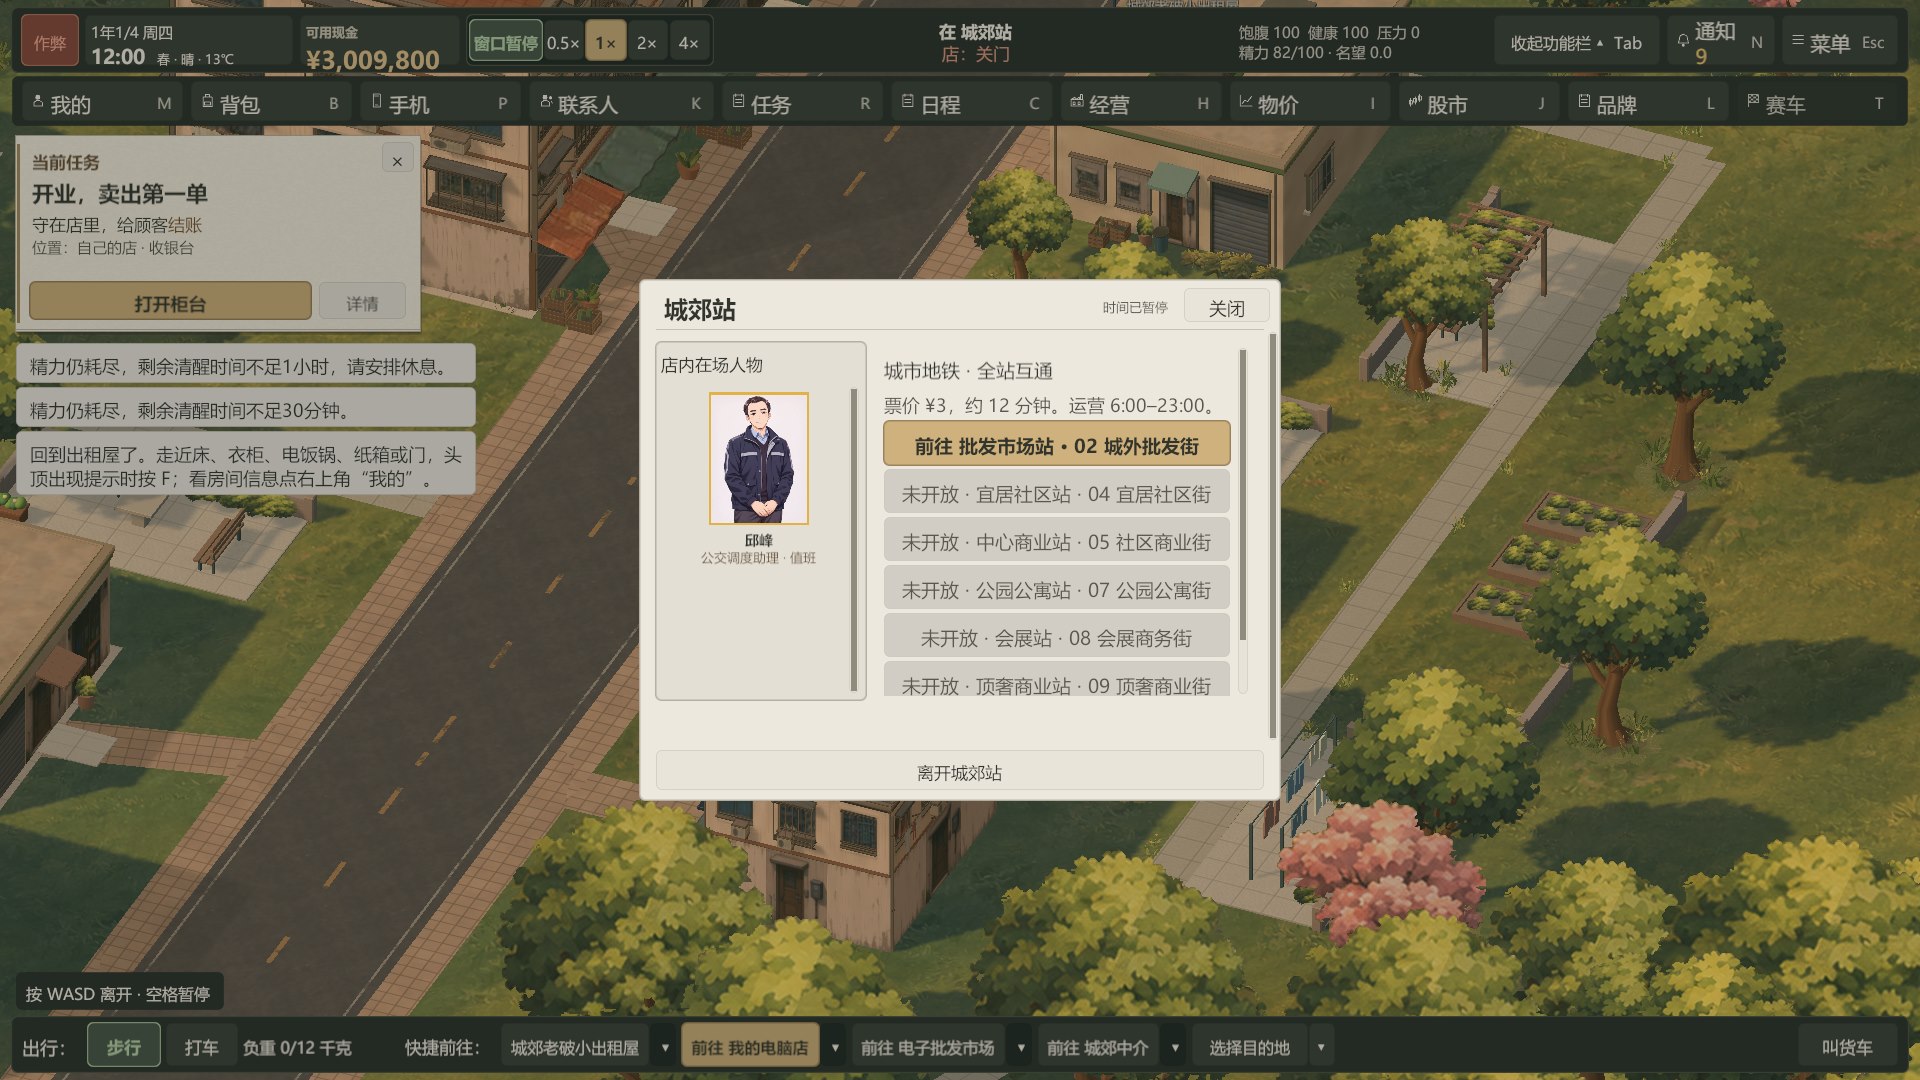 作弊
1年1/4 周四
12:00 春 · 晴 · 13℃
可用现金
¥3,009,800
窗口暂停 0.5× 1× 2× 4×
在 城郊站
店：关门
饱腹 100 健康 100 压力 0
精力 82/100 · 名望 0.0
收起功能栏 ▴ Tab
通知 N
9
菜单 Esc
我的 M
背包 B
手机 P
联系人 K
任务 R
日程 C
经营 H
物价 I
股市 J
品牌 L
赛车 T
当前任务
×
开业，卖出第一单
守在店里，给顾客结账
位置：自己的店 · 收银台
打开柜台
详情
精力仍耗尽，剩余清醒时间不足1小时，请安排休息。
精力仍耗尽，剩余清醒时间不足30分钟。
回到出租屋了。走近床、衣柜、电饭锅、纸箱或门，头
顶出现提示时按 F；看房间信息点右上角“我的”。
城郊站
时间已暂停
关闭
店内在场人物
邱峰
公交调度助理 · 值班
城市地铁 · 全站互通
票价 ¥3，约 12 分钟。运营 6:00–23:00。
前往 批发市场站 · 02 城外批发街
未开放 · 宜居社区站 · 04 宜居社区街
未开放 · 中心商业站 · 05 社区商业街
未开放 · 公园公寓站 · 07 公园公寓街
未开放 · 会展站 · 08 会展商务街
未开放 · 顶奢商业站 · 09 顶奢商业街
离开城郊站
按 WASD 离开 · 空格暂停
出行：
步行
打车
负重 0/12 千克
快捷前往：
城郊老破小出租屋 ▾
前往 我的电脑店 ▾
前往 电子批发市场 ▾
前往 城郊中介 ▾
选择目的地 ▾
叫货车